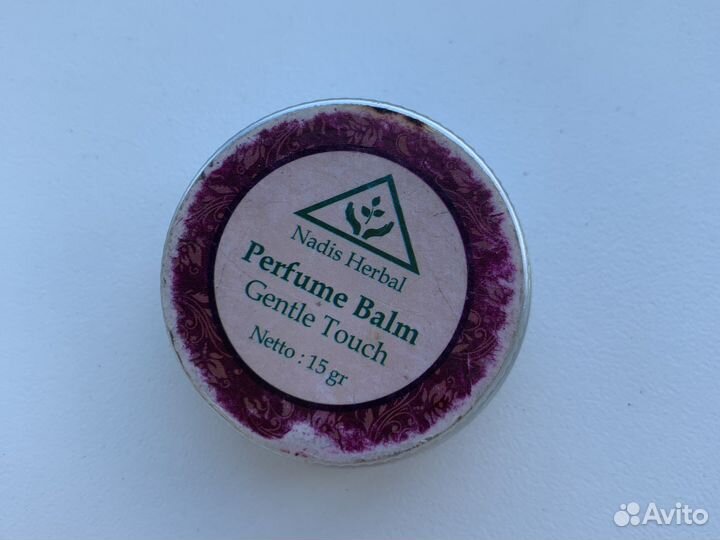 Nadis Herbal
Perfume Balm
Gentle Touch
Netto : 15 gr
Avito